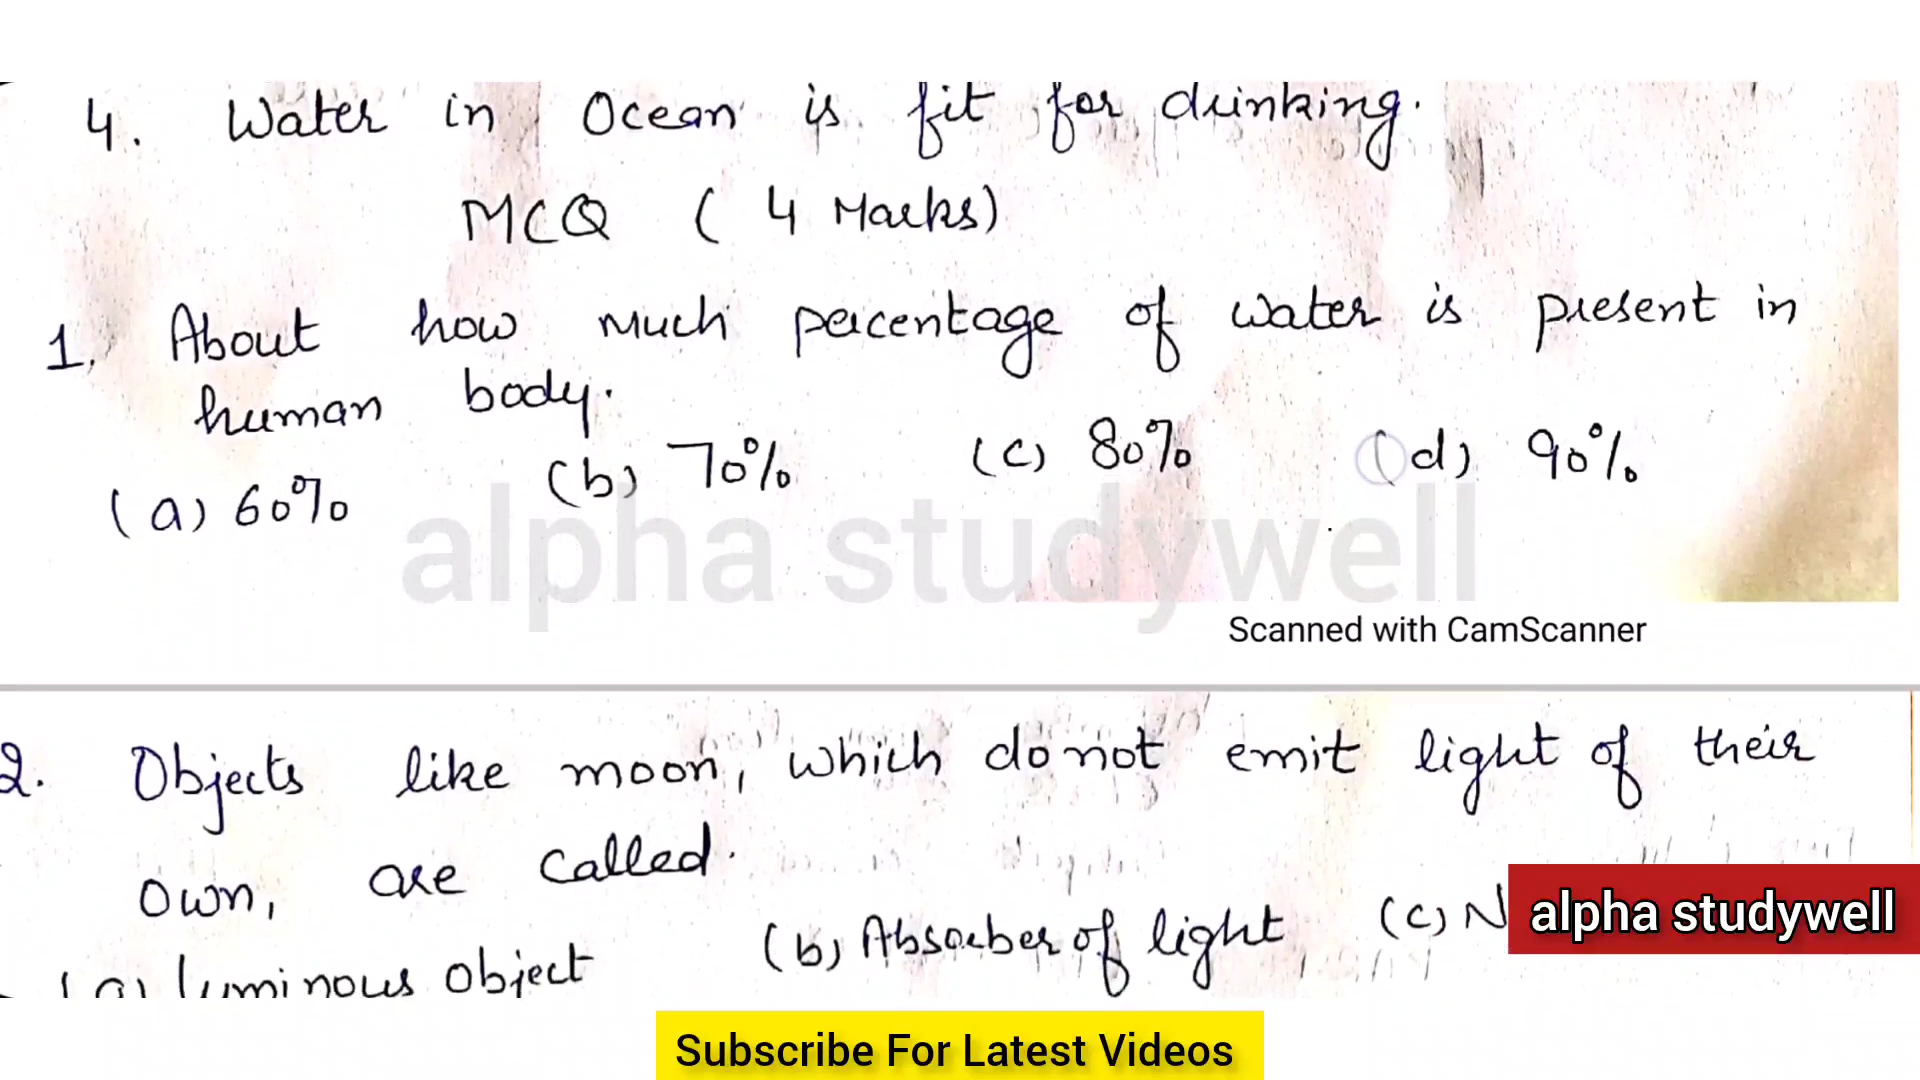 4. Water in Ocean is fit for drinking.
MCQ ( 4 Marks)
1. About how much percentage of water is present in
human body.
(a) 60% (b) 70% (c) 80% (d) 90%
alpha studywell
Scanned with CamScanner
2. Objects like moon, which do not emit light of their
own, are called.
(a) luminous object (b) Absorber of light (c) N
alpha studywell
Subscribe For Latest Videos